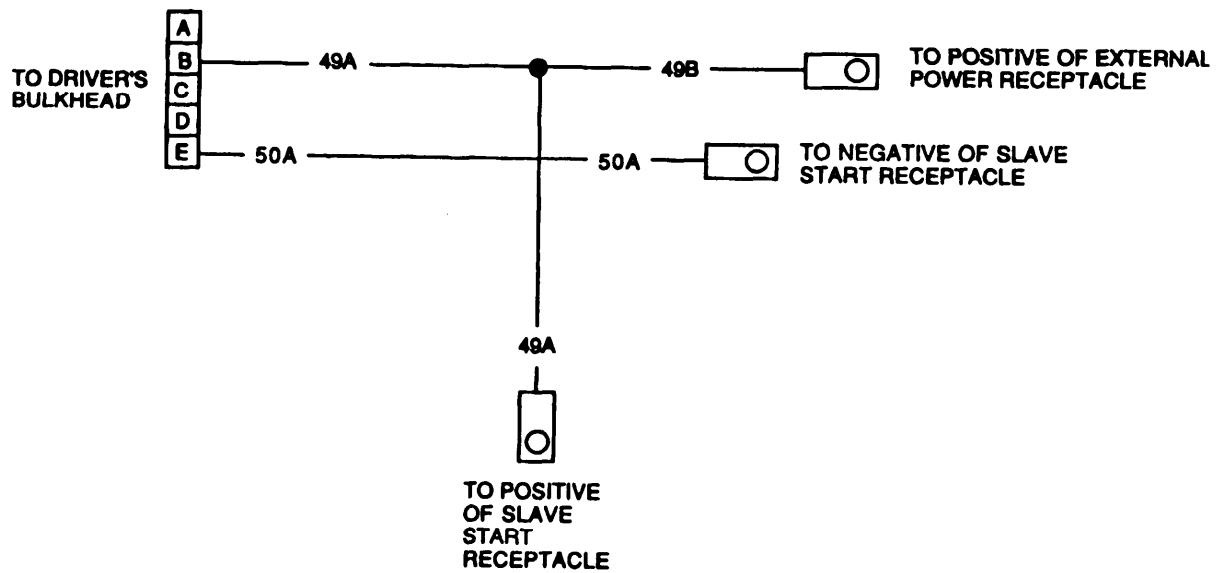 TO DRIVER'S
BULKHEAD
A
B
C
D
E
49A
49B
TO POSITIVE OF EXTERNAL
POWER RECEPTACLE
50A
50A
TO NEGATIVE OF SLAVE
START RECEPTACLE
49A
TO POSITIVE
OF SLAVE
START
RECEPTACLE